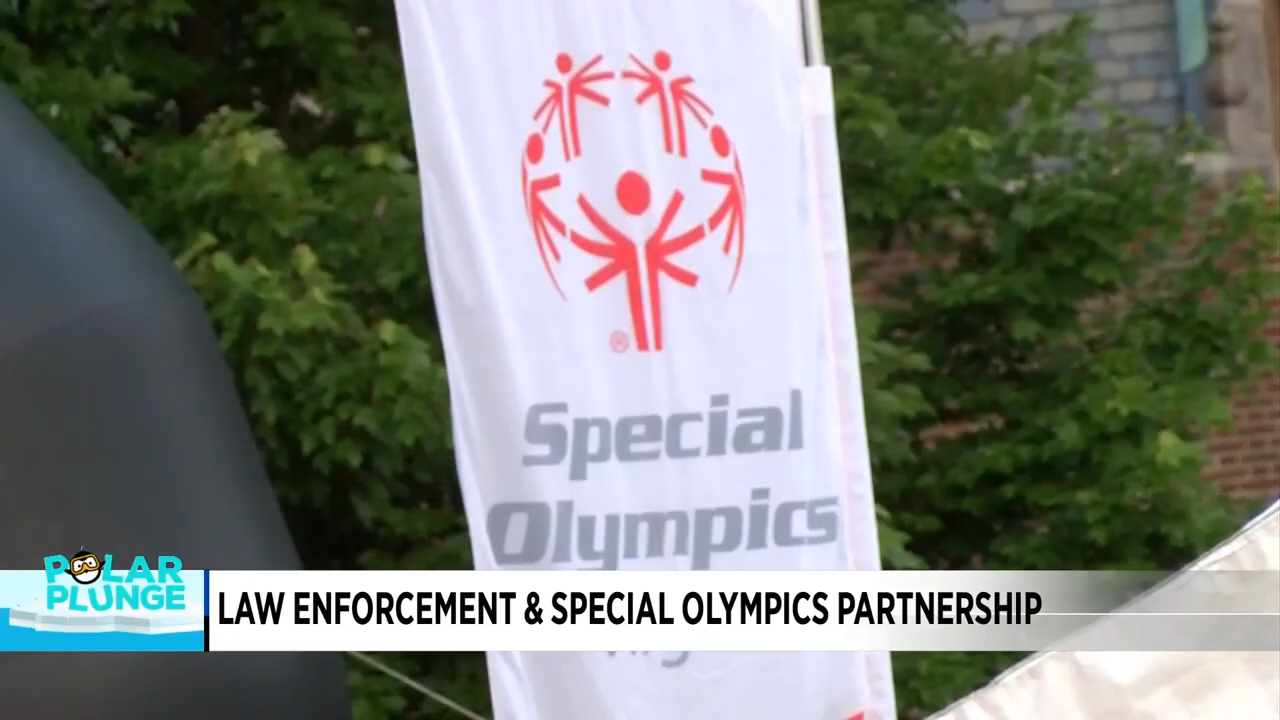 ®
Special
Olympics
POLAR
PLUNGE
LAW ENFORCEMENT & SPECIAL OLYMPICS PARTNERSHIP